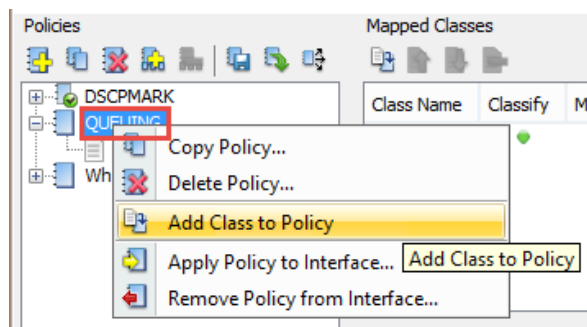 Policies
Mapped Classes
DSCPMARK
Class Name Classify M
QUEUING
Copy Policy...
Wh
Delete Policy...
Add Class to Policy
Apply Policy to Interface...
Add Class to Policy
Remove Policy from Interface...